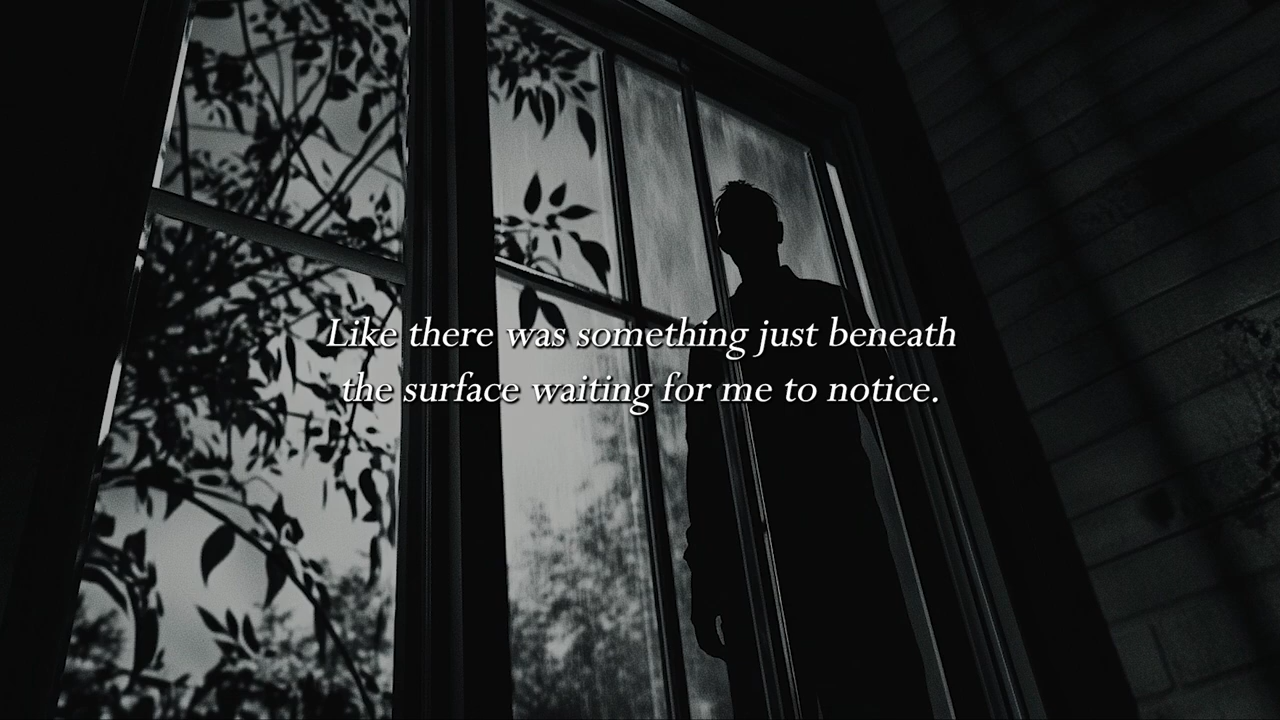 Like there was something just beneath
the surface waiting for me to notice.